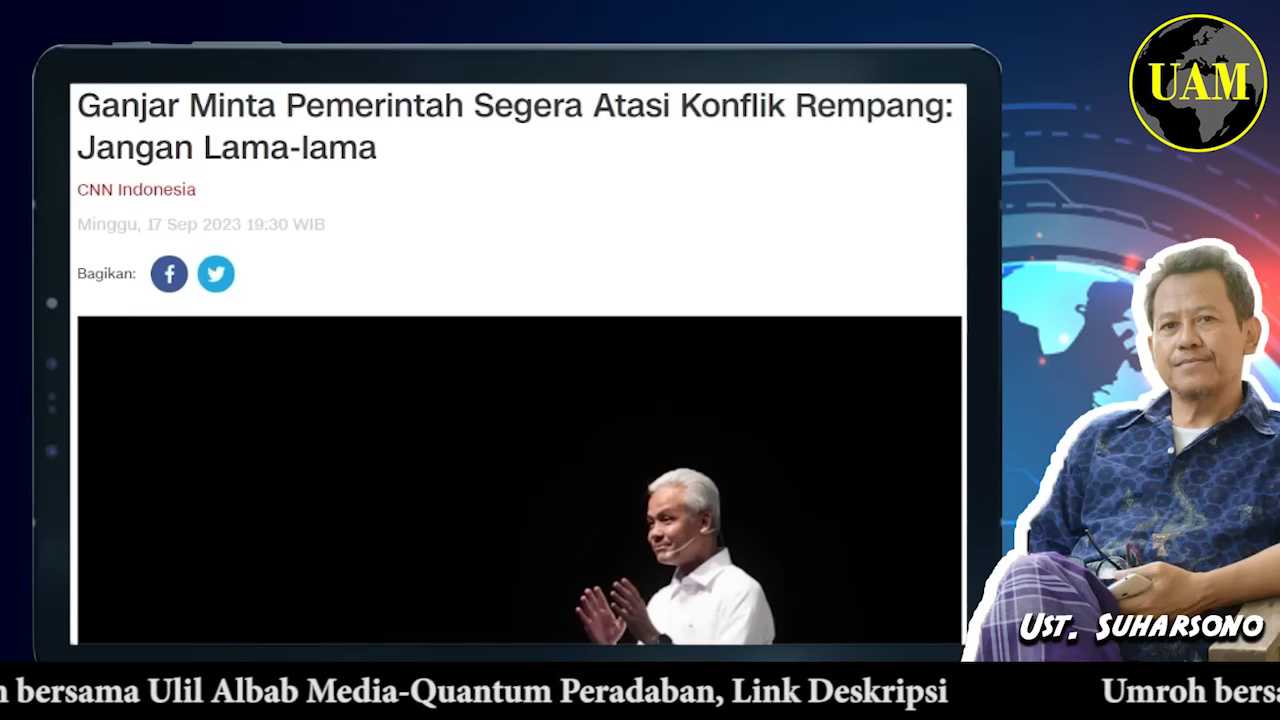 Ganjar Minta Pemerintah Segera Atasi Konflik Rempang:
Jangan Lama-lama
CNN Indonesia
Minggu, 17 Sep 2023 19:30 WIB
Bagikan:
UAM
UST. SUHARSONO
bersama Ulil Albab Media-Quantum Peradaban, Link Deskripsi
Umroh